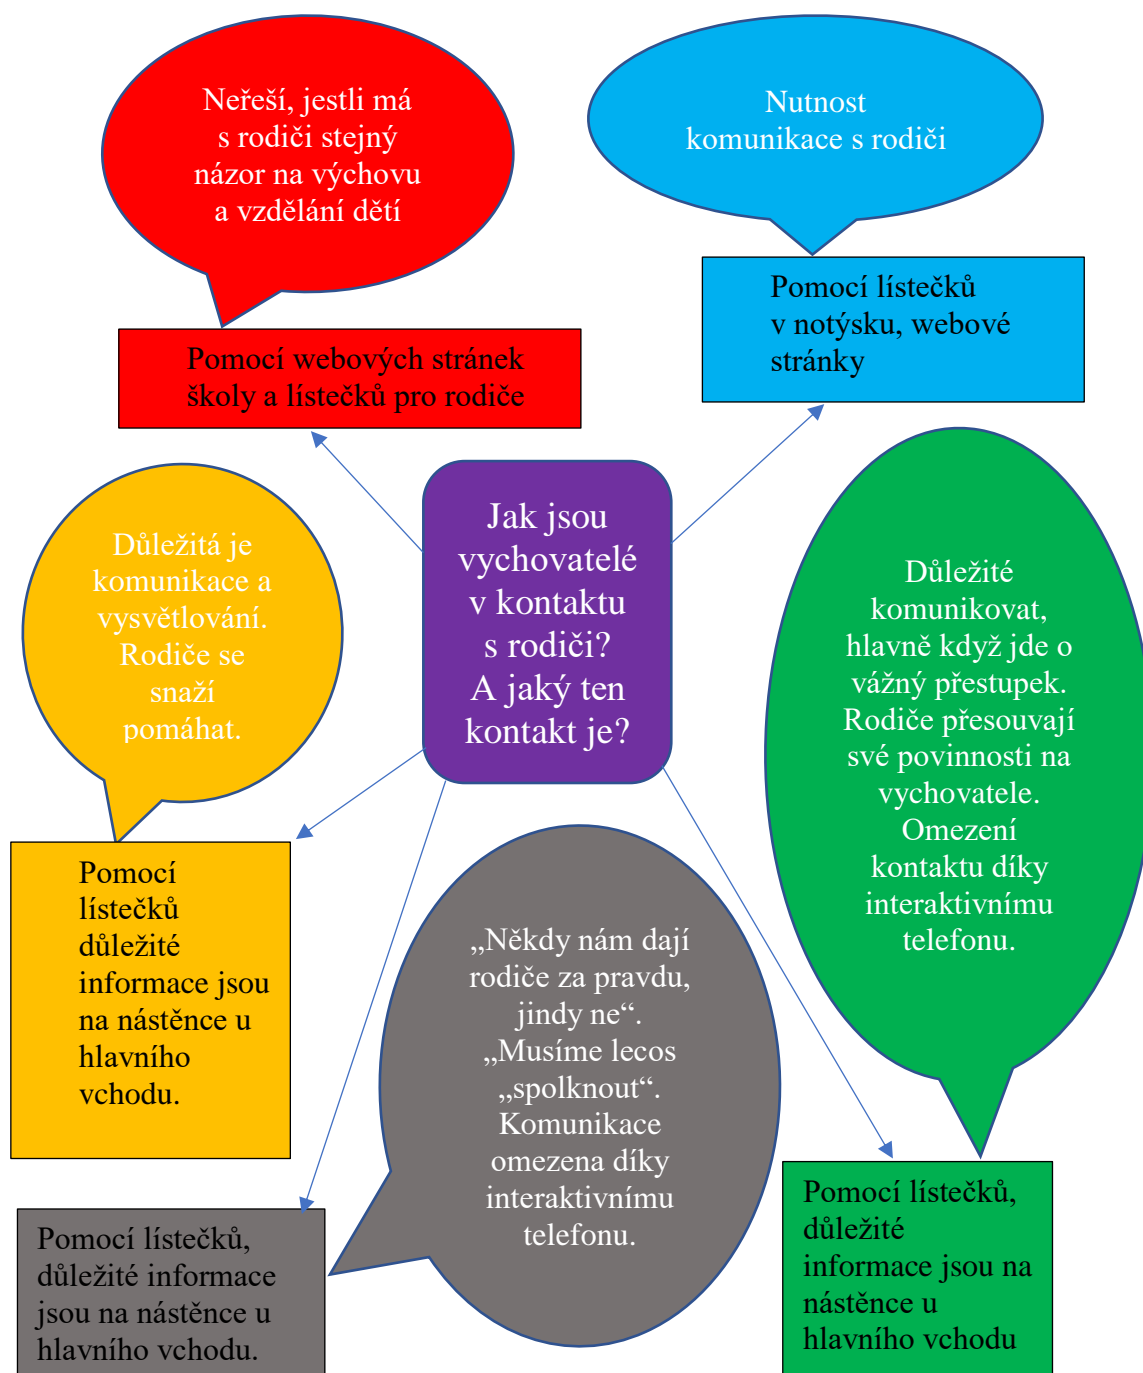 Neřeší, jestli má
s rodiči stejný
názor na výchovu
a vzdělání dětí
Nutnost
komunikace s rodiči
Pomocí webových stránek
školy a lístečků pro rodiče
Pomocí lístečků
v notýsku, webové
stránky
Jak jsou
vychovatelé
v kontaktu
s rodiči?
A jaký ten
kontakt je?
Důležitá je
komunikace a
vysvětlování.
Rodiče se
snaží
pomáhat.
Důležité
komunikovat,
hlavně když jde o
vážný přestupek.
Rodiče přesouvají
své povinnosti na
vychovatele.
Omezení
kontaktu díky
interaktivnímu
telefonu.
Pomocí
lístečků
důležité
informace jsou
na nástěnce u
hlavního
vchodu.
„Někdy nám dají
rodiče za pravdu,
jindy ne“.
„Musíme lecos
„spolknout“.
Komunikace
omezena díky
interaktivnímu
telefonu.
Pomocí lístečků,
důležité informace
jsou na nástěnce u
hlavního vchodu.
Pomocí lístečků,
důležité
informace jsou na
nástěnce u
hlavního vchodu